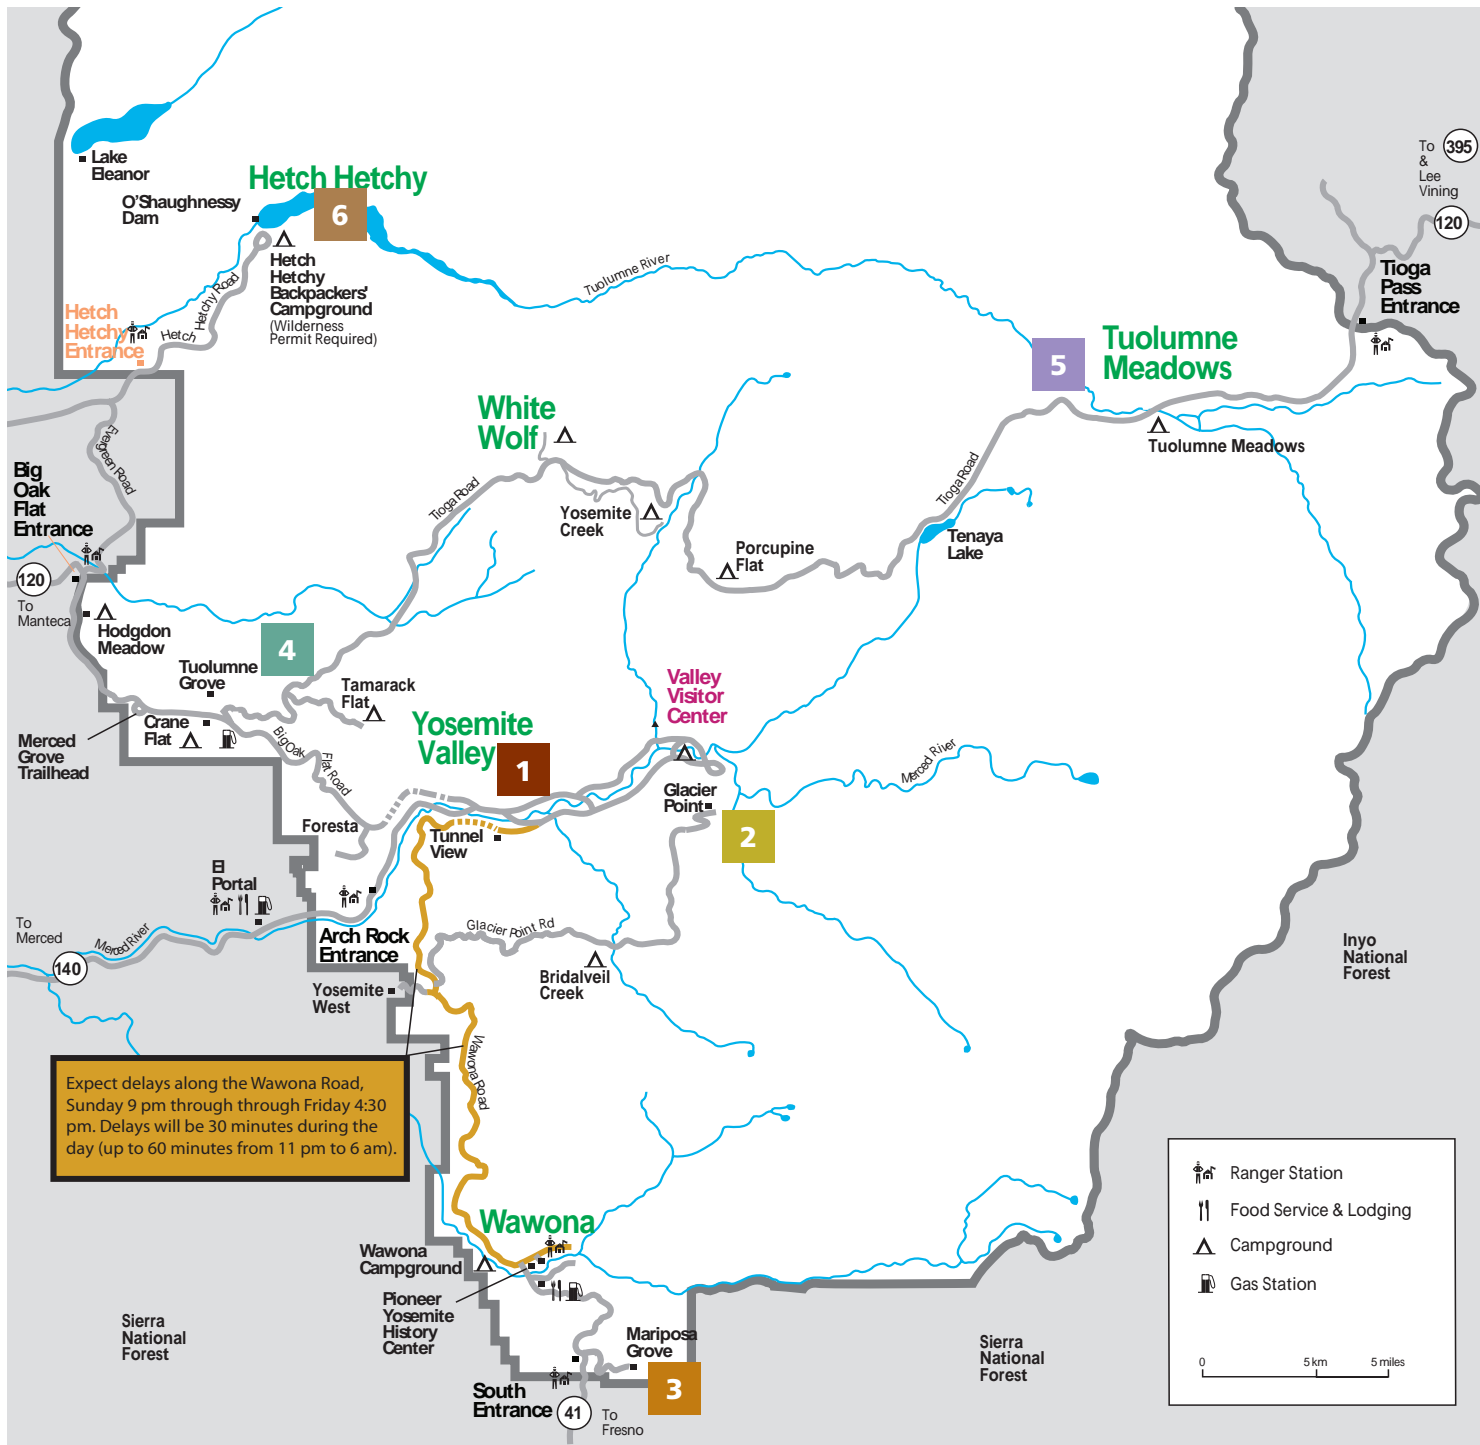 Lake
Eleanor
O'Shaughnessy
Dam
Hetch Hetchy
6
Hetch
Hetchy
Backpackers'
Campground
(Wilderness
Permit Required)
Hetch
Hetchy
Entrance
Hetch Hetchy Road
Tuolumne River
To
&
Lee
Vining
395
120
Tioga
Pass
Entrance
5
Tuolumne
Meadows
Tuolumne Meadows
White
Wolf
Evergreen Road
Big
Oak
Flat
Entrance
Tioga Road
Yosemite
Creek
Tioga Road
Tenaya
Lake
Porcupine
Flat
120
To
Manteca
Hodgdon
Meadow
4
Tuolumne
Grove
Tamarack
Flat
Valley
Visitor
Center
Merced
Grove
Trailhead
Crane
Flat
Big Oak
Flat Road
Yosemite
Valley
1
Merced River
Glacier
Point
2
Foresta
Tunnel
View
El
Portal
To
Merced
Merced River
140
Arch Rock
Entrance
Glacier Point Rd
Bridalveil
Creek
Yosemite
West
Inyo
National
Forest
Wawona Road
Expect delays along the Wawona Road,
Sunday 9 pm through through Friday 4:30
pm. Delays will be 30 minutes during the
day (up to 60 minutes from 11 pm to 6 am).
Wawona
Wawona
Campground
Pioneer
Yosemite
History
Center
Mariposa
Grove
3
South
Entrance
41
To
Fresno
Sierra
National
Forest
Sierra
National
Forest
Ranger Station
Food Service & Lodging
Campground
Gas Station
0 5 km 5 miles